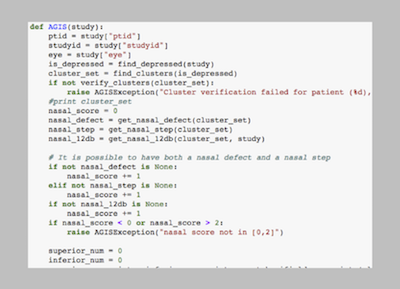 def AGIS(study):
ptid = study["ptid"]
studyid = study["studyid"]
eye = study["eye"]
is_depressed = find_depressed(study)
cluster_set = find_clusters(is_depressed)
if not verify_clusters(cluster_set):
raise AGISException("Cluster verification failed for patient (%d),
#print cluster_set
nasal_score = 0
nasal_defect = get_nasal_defect(cluster_set)
nasal_step = get_nasal_step(cluster_set)
nasal_12db = get_nasal_12db(cluster_set, study)
# It is possible to have both a nasal defect and a nasal step
if not nasal_defect is None:
nasal_score += 1
elif not nasal_step is None:
nasal_score += 1
if not nasal_12db is None:
nasal_score += 1
if nasal_score < 0 or nasal_score > 2:
raise AGISException("nasal score not in [0,2]")
superior_num = 0
inferior_num = 0